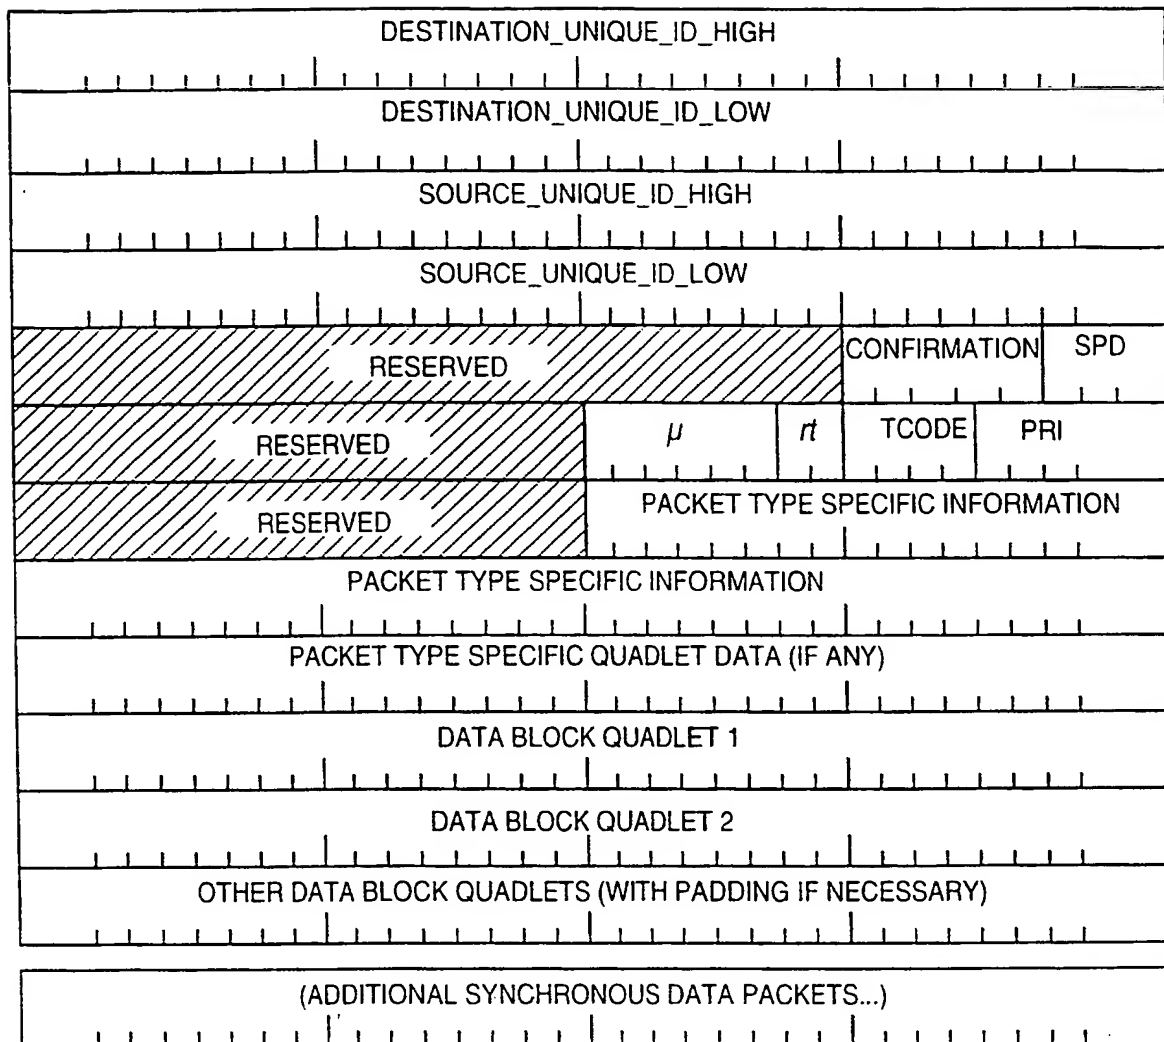 DESTINATION_UNIQUE_ID_HIGH
DESTINATION_UNIQUE_ID_LOW
SOURCE_UNIQUE_ID_HIGH
SOURCE_UNIQUE_ID_LOW
RESERVED CONFIRMATION SPD
RESERVED μ rt TCODE PRI
RESERVED PACKET TYPE SPECIFIC INFORMATION
PACKET TYPE SPECIFIC INFORMATION
PACKET TYPE SPECIFIC QUADLET DATA (IF ANY)
DATA BLOCK QUADLET 1
DATA BLOCK QUADLET 2
OTHER DATA BLOCK QUADLETS (WITH PADDING IF NECESSARY)
(ADDITIONAL SYNCHRONOUS DATA PACKETS...)